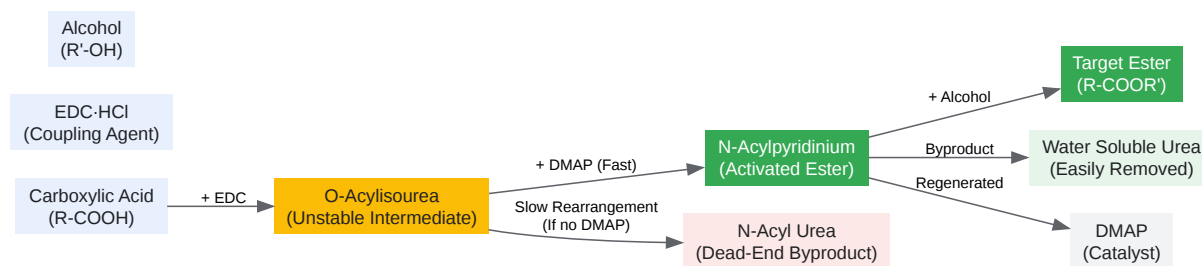 Alcohol
(R'-OH)
EDC·HCl
(Coupling Agent)
Carboxylic Acid
(R-COOH)
+ EDC
O-Acylisourea
(Unstable Intermediate)
+ DMAP (Fast)
Slow Rearrangement
(If no DMAP)
N-Acylpyridinium
(Activated Ester)
N-Acyl Urea
(Dead-End Byproduct)
+ Alcohol
Byproduct
Regenerated
Target Ester
(R-COOR')
Water Soluble Urea
(Easily Removed)
DMAP
(Catalyst)